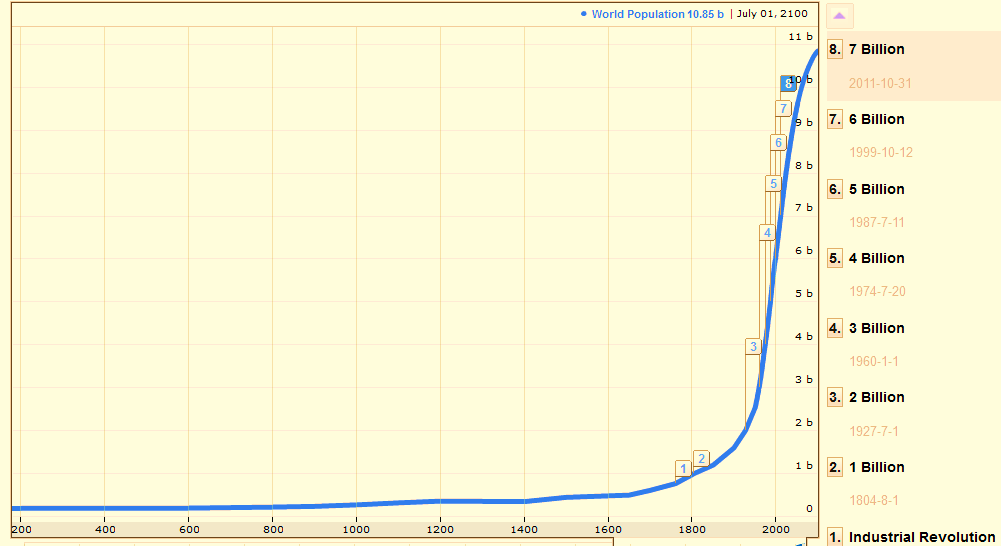 World Population 10.85 b | July 01, 2100
11 b
10 b
9 b
8 b
7 b
6 b
5 b
4 b
3 b
2 b
1 b
0
8
7
6
5
4
3
2
1
200 400 600 800 1000 1200 1400 1600 1800 2000
8. 7 Billion
2011-10-31
7. 6 Billion
1999-10-12
6. 5 Billion
1987-7-11
5. 4 Billion
1974-7-20
4. 3 Billion
1960-1-1
3. 2 Billion
1927-7-1
2. 1 Billion
1804-8-1
1. Industrial Revolution